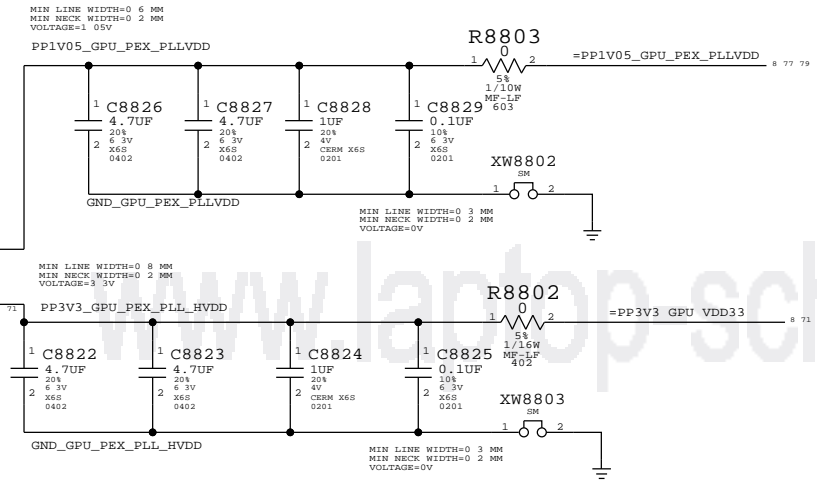 MIN LINE WIDTH=0 6 MM
MIN NECK WIDTH=0 2 MM
VOLTAGE=1 05V
PP1V05_GPU_PEX_PLLVDD
R8803
0
1 2
5%
1/10W
MF-LF
603
=PP1V05_GPU_PEX_PLLVDD
8 77 79
1 C8826
4.7UF
20%
6 3V
X6S
0402
2
1 C8827
4.7UF
20%
6 3V
X6S
0402
2
1 C8828
1UF
20%
4V
CERM X6S
0201
2
1 C8829
0.1UF
10%
6 3V
X6S
0201
2
XW8802
SM
1 2
GND_GPU_PEX_PLLVDD
MIN LINE WIDTH=0 3 MM
MIN NECK WIDTH=0 2 MM
VOLTAGE=0V
www.laptop-sch
MIN LINE WIDTH=0 8 MM
MIN NECK WIDTH=0 2 MM
VOLTAGE=3 3V
71
PP3V3_GPU_PEX_PLL_HVDD
R8802
0
1 2
5%
1/16W
MF-LF
402
=PP3V3 GPU VDD33
8 71
1 C8822
4.7UF
20%
6 3V
X6S
0402
2
1 C8823
4.7UF
20%
6 3V
X6S
0402
2
1 C8824
1UF
20%
4V
CERM X6S
0201
2
1 C8825
0.1UF
10%
6 3V
X6S
0201
2
XW8803
SM
1 2
GND_GPU_PEX_PLL_HVDD
MIN LINE WIDTH=0 3 MM
MIN NECK WIDTH=0 2 MM
VOLTAGE=0V